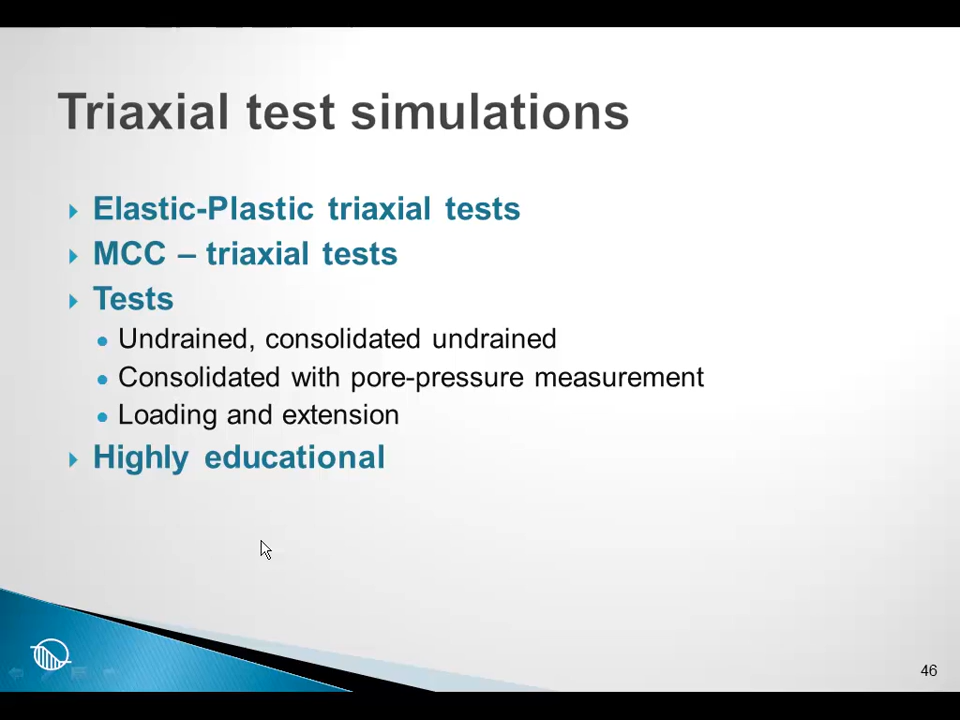 Triaxial test simulations
Elastic-Plastic triaxial tests
MCC – triaxial tests
Tests
Undrained, consolidated undrained
Consolidated with pore-pressure measurement
Loading and extension
Highly educational
46